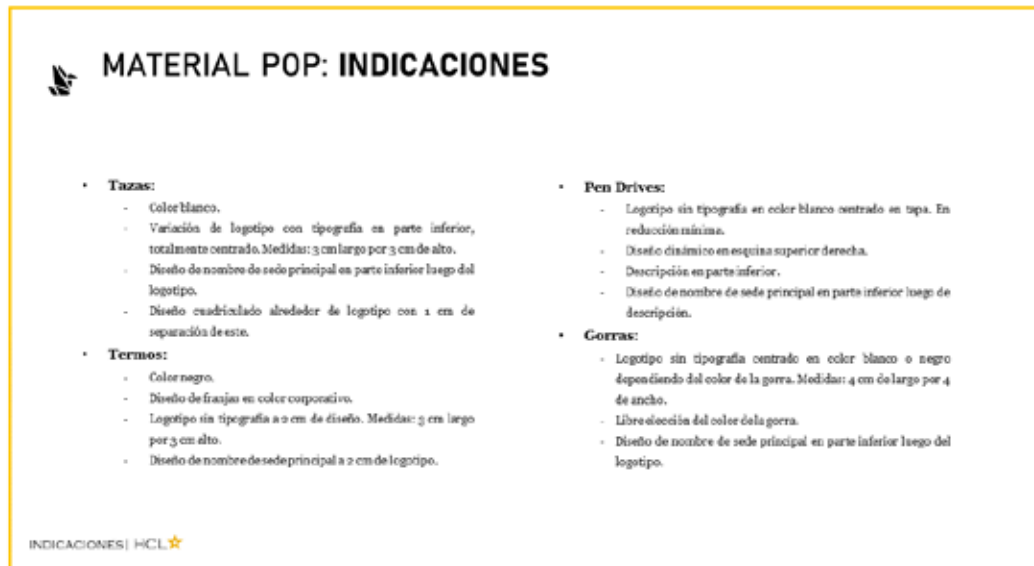 MATERIAL POP: INDICACIONES
• Tazas:
- Color blanco.
- Variación de logotipo con tipografía en parte inferior,
totalmente centrado. Medidas: 3 cm largo por 3 cm de alto.
- Diseño de nombre de sede principal en parte inferior luego del
logotipo.
- Diseño cuadriculado alrededor de logotipo con 1 cm de
separación de este.
• Termos:
- Color negro.
- Diseño de franjas en color corporativo.
- Logotipo sin tipografía a 2 cm de diseño. Medidas: 3 cm largo
por 3 cm alto.
- Diseño de nombre de sede principal a 2 cm de logotipo.
• Pen Drives:
- Logotipo sin tipografía en color blanco centrado en tapa. En
reducción mínima.
- Diseño dinámico en esquina superior derecha.
- Descripción en parte inferior.
- Diseño de nombre de sede principal en parte inferior luego de
descripción.
• Gorras:
- Logotipo sin tipografía centrado en color blanco o negro
dependiendo del color de la gorra. Medidas: 4 cm de largo por 4
de ancho.
- Libre elección del color de la gorra.
- Diseño de nombre de sede principal en parte inferior luego del
logotipo.
INDICACIONES| HCL